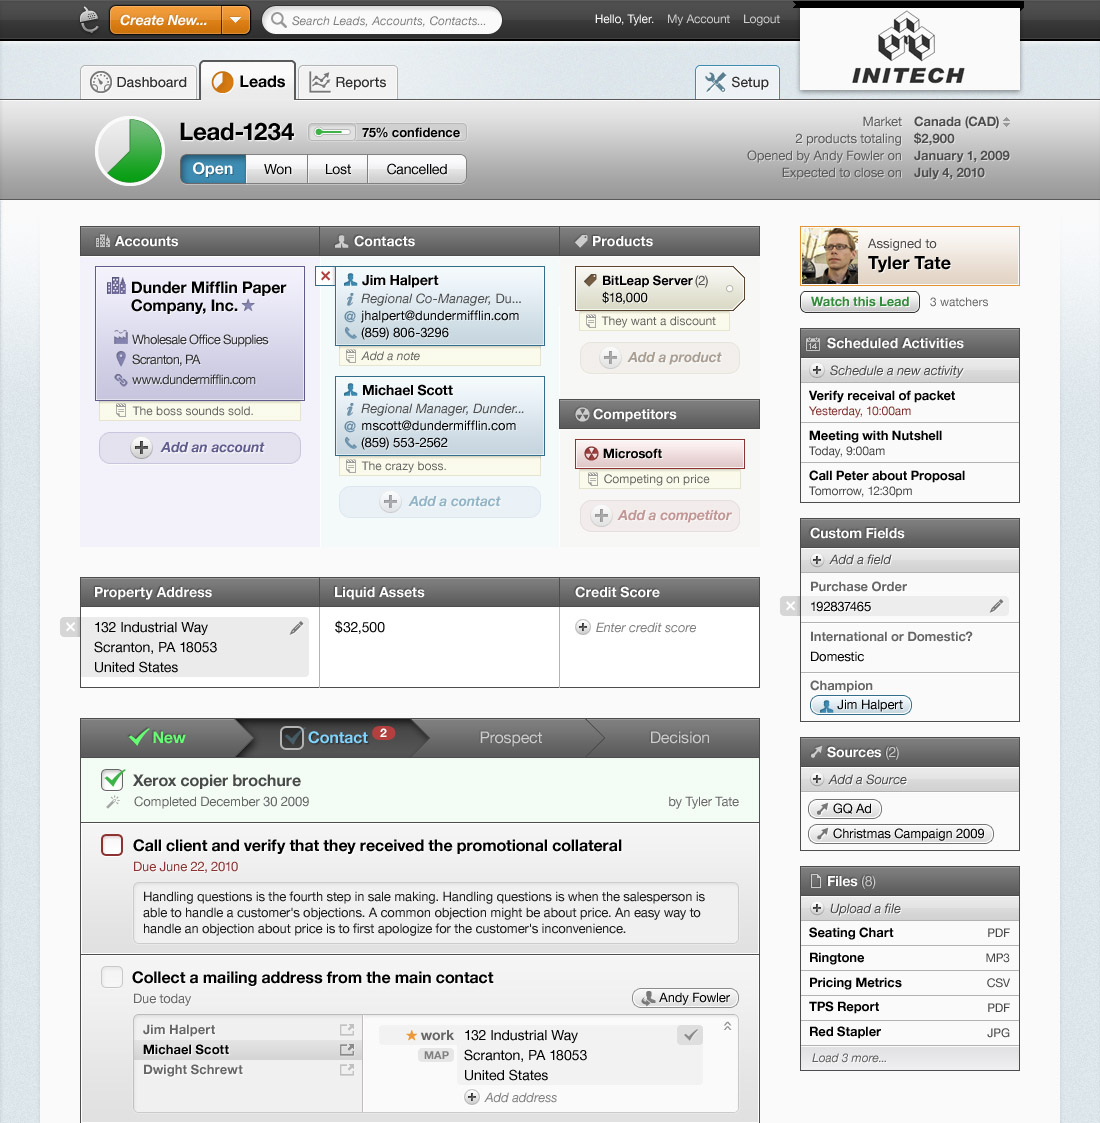 Create New...
Search Leads, Accounts, Contacts...
Hello, Tyler. My Account Logout
INITECH
Dashboard
Leads
Reports
Setup
Lead-1234
75% confidence
Open Won Lost Cancelled
Market Canada (CAD)
2 products totaling $2,900
Opened by Andy Fowler on January 1, 2009
Expected to close on July 4, 2010
Accounts
Dunder Mifflin Paper
Company, Inc.
Wholesale Office Supplies
Scranton, PA
www.dundermifflin.com
The boss sounds sold.
Add an account
Contacts
Jim Halpert
Regional Co-Manager, Du...
jhalpert@dundermifflin.com
(859) 806-3296
Add a note
Michael Scott
Regional Manager, Dunder...
mscott@dundermifflin.com
(859) 553-2562
The crazy boss.
Add a contact
Products
BitLeap Server (2)
$18,000
They want a discount
Add a product
Competitors
Microsoft
Competing on price
Add a competitor
Property Address
132 Industrial Way
Scranton, PA 18053
United States
Liquid Assets
$32,500
Credit Score
Enter credit score
New
Contact 2
Prospect
Decision
Xerox copier brochure
Completed December 30 2009
by Tyler Tate
Call client and verify that they received the promotional collateral
Due June 22, 2010
Handling questions is the fourth step in sale making. Handling questions is when the salesperson is
able to handle a customer's objections. A common objection might be about price. An easy way to
handle an objection about price is to first apologize for the customer's inconvenience.
Collect a mailing address from the main contact
Due today
Andy Fowler
Jim Halpert
Michael Scott
Dwight Schrewt
work
MAP
132 Industrial Way
Scranton, PA 18053
United States
Add address
Assigned to
Tyler Tate
Watch this Lead
3 watchers
14
Scheduled Activities
Schedule a new activity
Verify receival of packet
Yesterday, 10:00am
Meeting with Nutshell
Today, 9:00am
Call Peter about Proposal
Tomorrow, 12:30pm
Custom Fields
Add a field
Purchase Order
192837465
International or Domestic?
Domestic
Champion
Jim Halpert
Sources (2)
Add a Source
GQ Ad
Christmas Campaign 2009
Files (8)
Upload a file
Seating Chart PDF
Ringtone MP3
Pricing Metrics CSV
TPS Report PDF
Red Stapler JPG
Load 3 more...